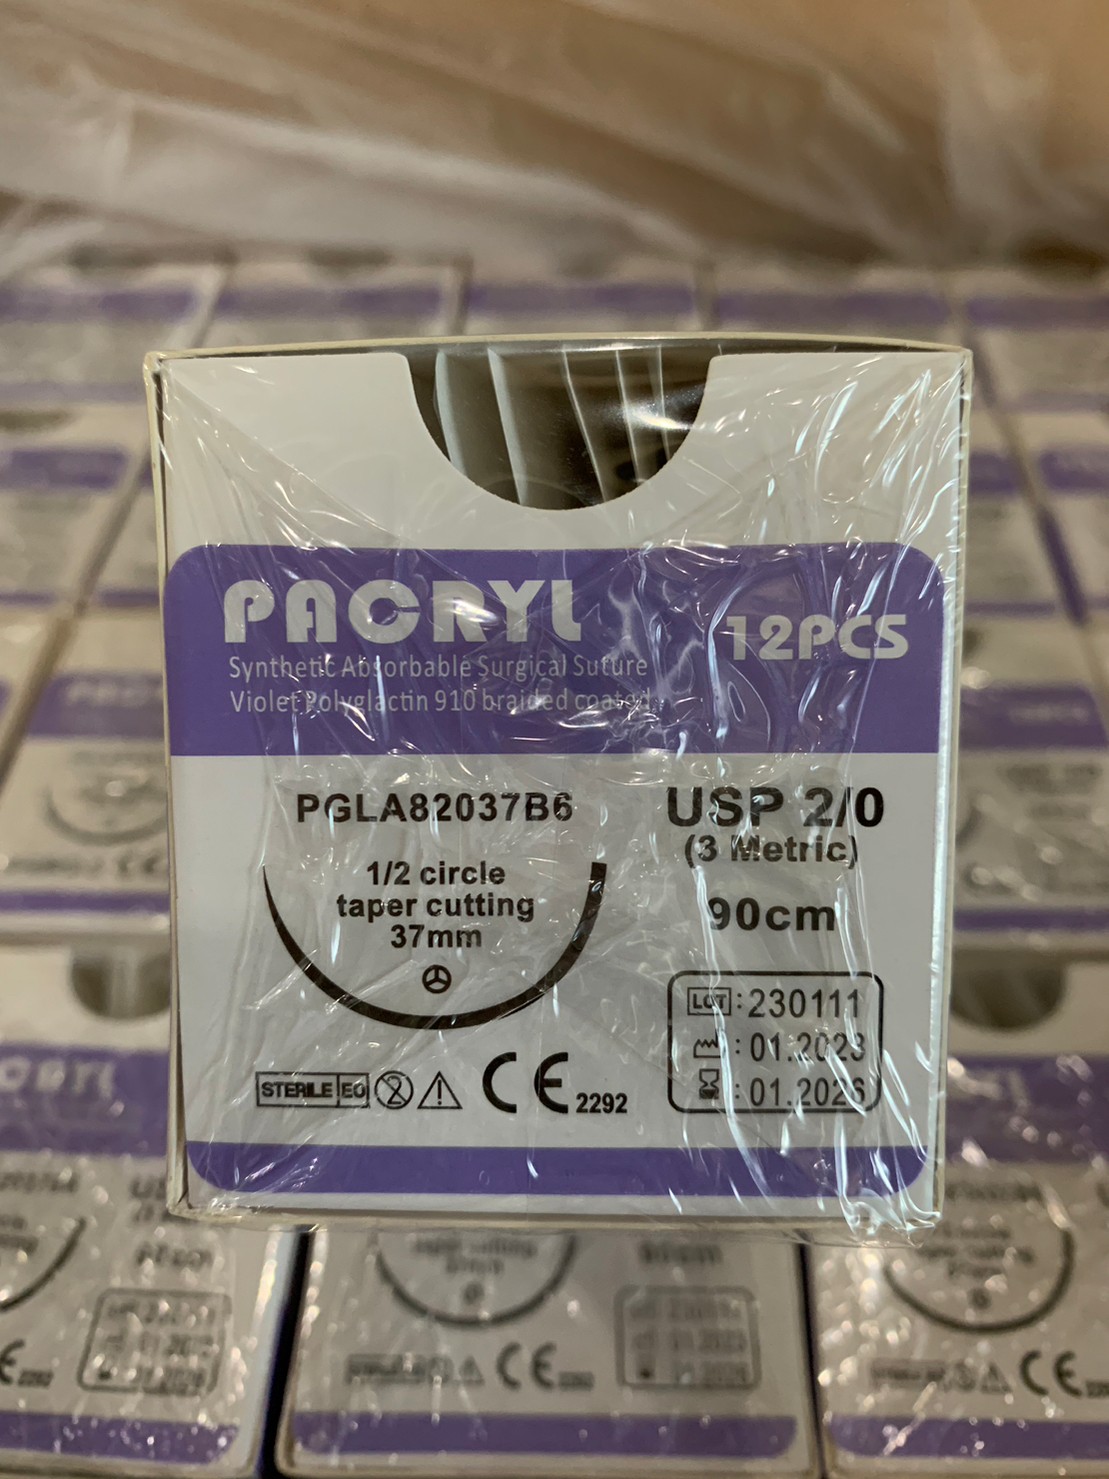 PACRYL
12PCS
Synthetic Absorbable Surgical Suture
Violet Polyglactin 910 braided coated
PGLA82037B6
USP 2/0
(3 Metric)
1/2 circle
taper cutting
37mm
90cm
LOT : 230111
: 01.2023
: 01.2026
STERILE EO
2
CE 2292